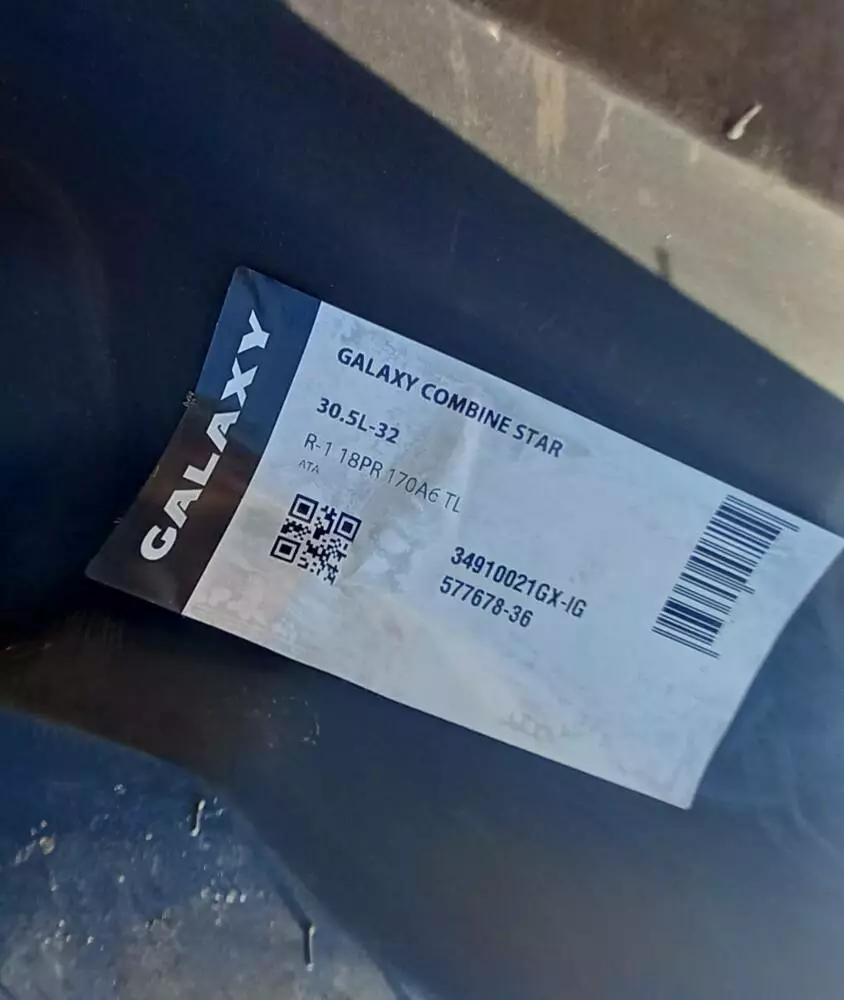 GALAXY
GALAXY COMBINE STAR
30.5L-32
R-1 18PR 170A6 TL
ATA
34910021GX-IG
577678-36